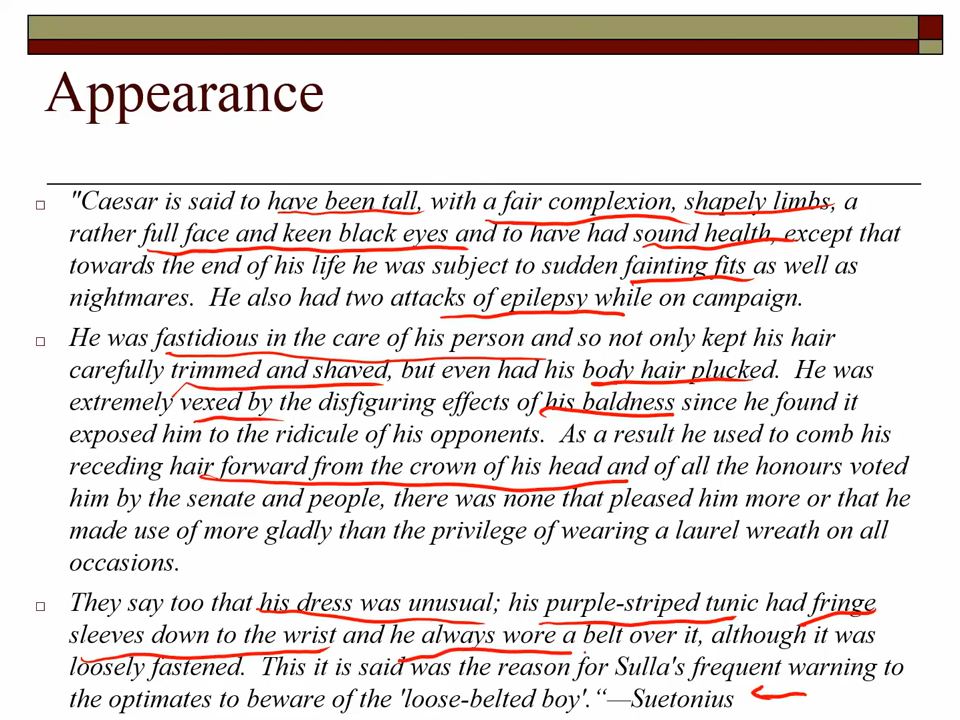 Appearance
"Caesar is said to have been tall, with a fair complexion, shapely limbs, a
rather full face and keen black eyes and to have had sound health, except that
towards the end of his life he was subject to sudden fainting fits as well as
nightmares. He also had two attacks of epilepsy while on campaign.
He was fastidious in the care of his person and so not only kept his hair
carefully trimmed and shaved, but even had his body hair plucked. He was
extremely vexed by the disfiguring effects of his baldness since he found it
exposed him to the ridicule of his opponents. As a result he used to comb his
receding hair forward from the crown of his head and of all the honours voted
him by the senate and people, there was none that pleased him more or that he
made use of more gladly than the privilege of wearing a laurel wreath on all
occasions.
They say too that his dress was unusual; his purple-striped tunic had fringe
sleeves down to the wrist and he always wore a belt over it, although it was
loosely fastened. This it is said was the reason for Sulla's frequent warning to
the optimates to beware of the 'loose-belted boy'.“—Suetonius